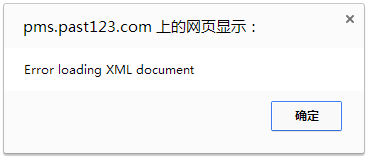 pms.past123.com 上的网页显示：
Error loading XML document
确定